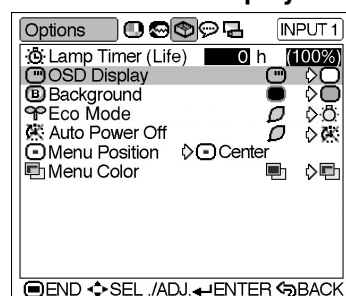 Options INPUT 1
Lamp Timer (Life) 0 h (100%)
OSD Display
B Background
Eco Mode
Auto Power Off
Menu Position Center
Menu Color
END SEL./ADJ. ENTER BACK